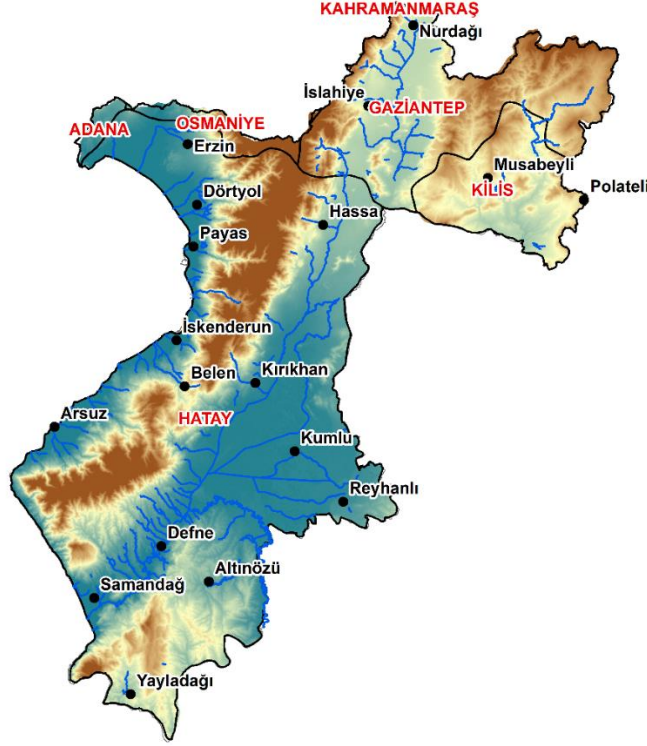 KAHRAMANMARAŞ
Nurdağı
İslahiye
GAZİANTEP
ADANA
OSMANİYE
Erzin
Musabeyli
KİLİS
Polateli
Dörtyol
Hassa
Payas
İskenderun
Belen
Kırıkhan
Arsuz
HATAY
Kumlu
Reyhanlı
Defne
Altınözü
Samandağ
Yayladağı